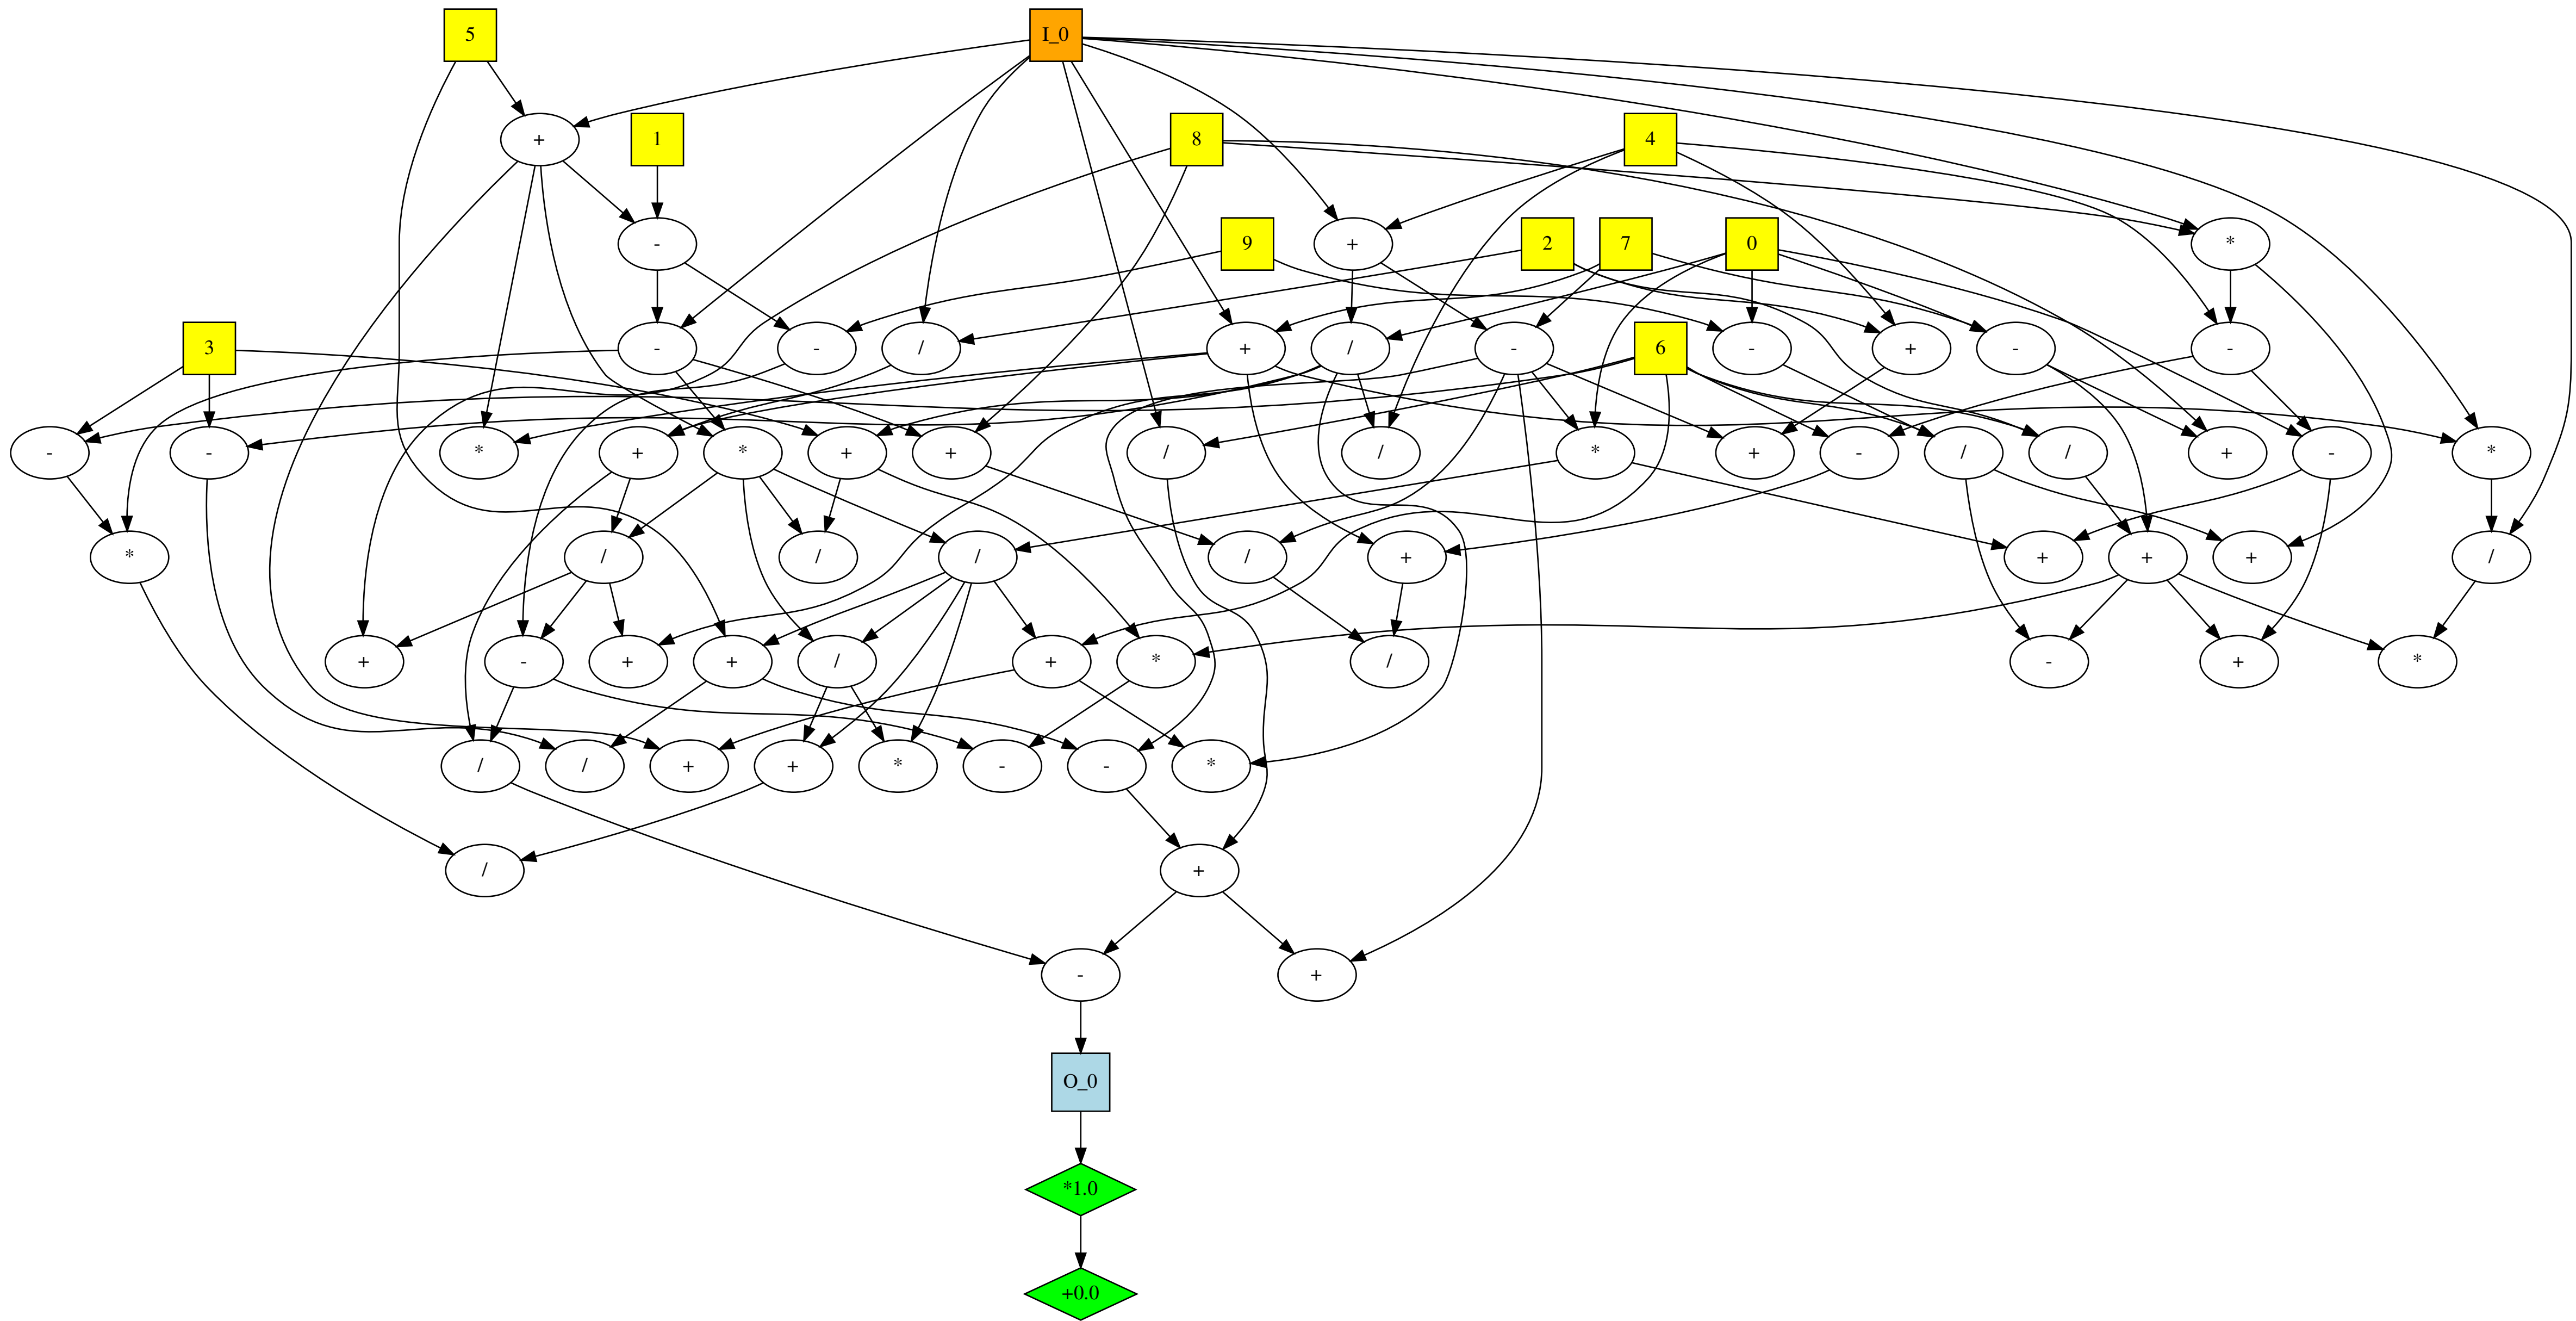 5 I_0
+ 1 8 4
- 9 + 2 7 0 *
3 - - / + / - 6 - + - -
- - * + * + + / / * + - / / + - *
* / / / / + + + + /
+ - + + / + * / - + *
/ / + + * - - *
/ +
- +
O_0
*1.0
+0.0